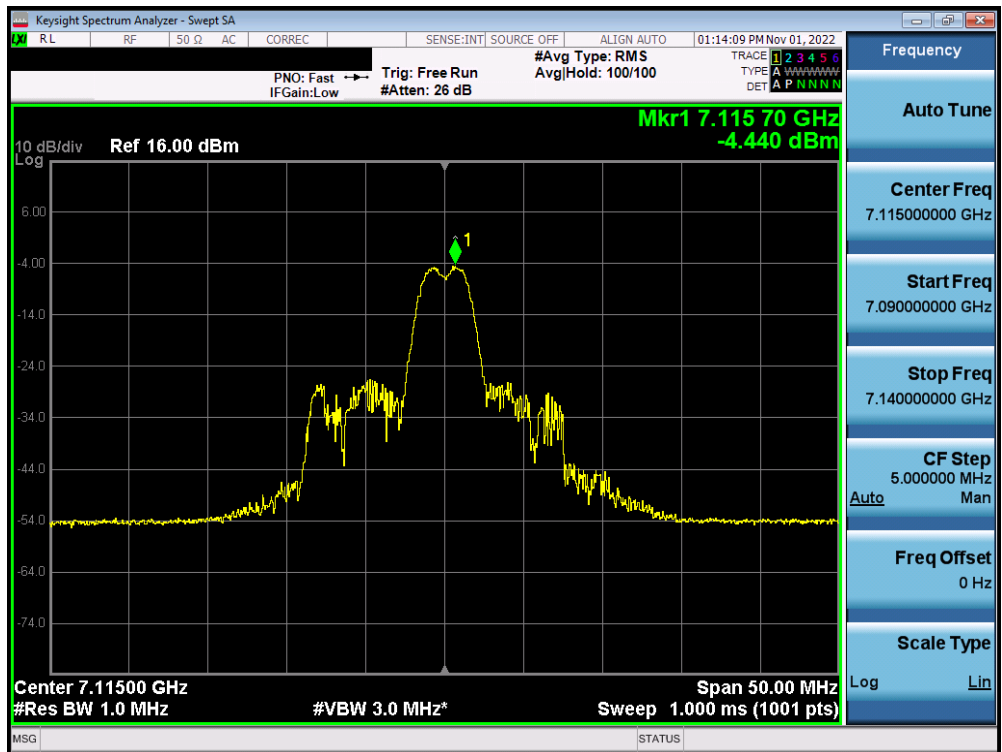 Keysight Spectrum Analyzer - Swept SA
LXI RL RF 50 Ω AC CORREC SENSE:INT SOURCE OFF ALIGN AUTO 01:14:09 PM Nov 01, 2022
PNO: Fast
IFGain:Low
Trig: Free Run
#Atten: 26 dB
#Avg Type: RMS
Avg|Hold: 100/100
TRACE 1 2 3 4 5 6
TYPE A WWWWW
DET A P N N N N
Mkr1 7.115 70 GHz
-4.440 dBm
10 dB/div Ref 16.00 dBm
Log
1
6.00
-4.00
-14.0
-24.0
-34.0
-44.0
-54.0
-64.0
-74.0
Center 7.11500 GHz Span 50.00 MHz
#Res BW 1.0 MHz #VBW 3.0 MHz* Sweep 1.000 ms (1001 pts)
MSG STATUS
Frequency
Auto Tune
Center Freq
7.115000000 GHz
Start Freq
7.090000000 GHz
Stop Freq
7.140000000 GHz
CF Step
5.000000 MHz
Auto Man
Freq Offset
0 Hz
Scale Type
Log Lin